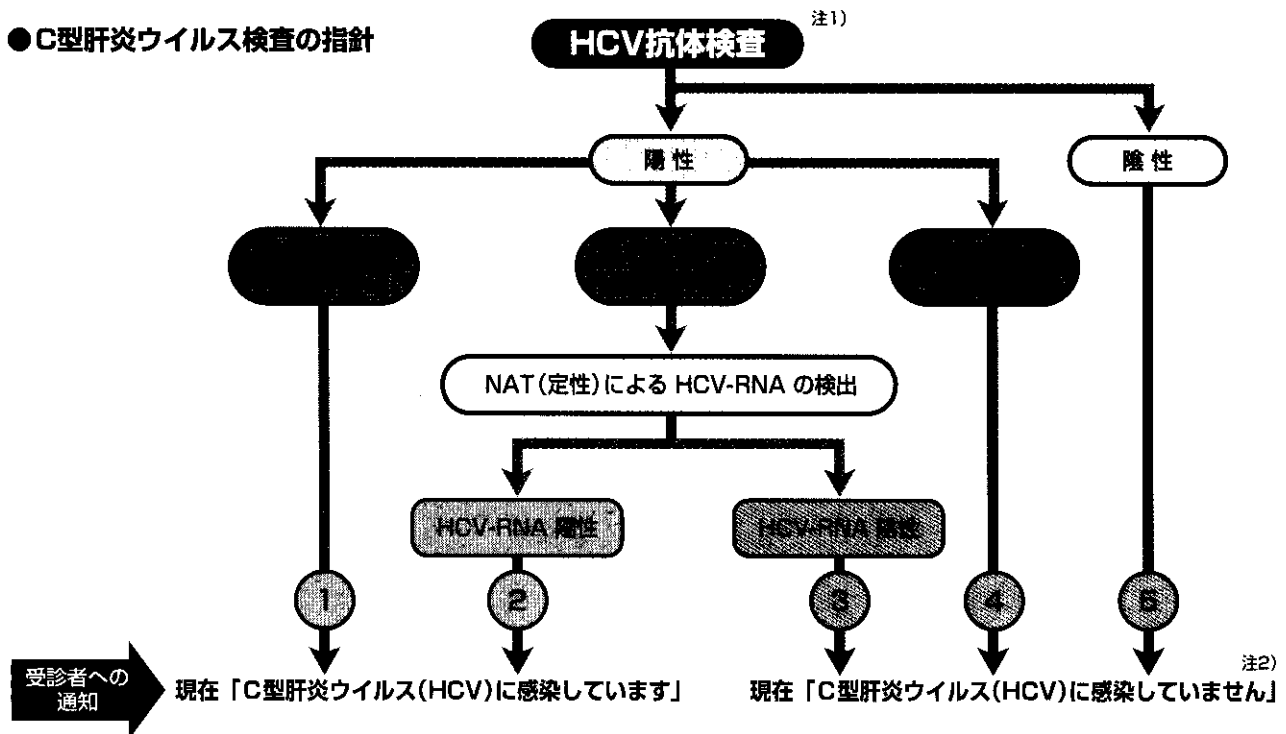 ●C型肝炎ウイルス検査の指針
HCV抗体検査
注1)
陽性
陰性
NAT(定性)による HCV-RNA の検出
HCV-RNA 陽性
HCV-RNA
1
2
3
4
5
受診者への
通知
現在「C型肝炎ウイルス(HCV)に感染しています」
現在「C型肝炎ウイルス(HCV)に感染していません」
注2)